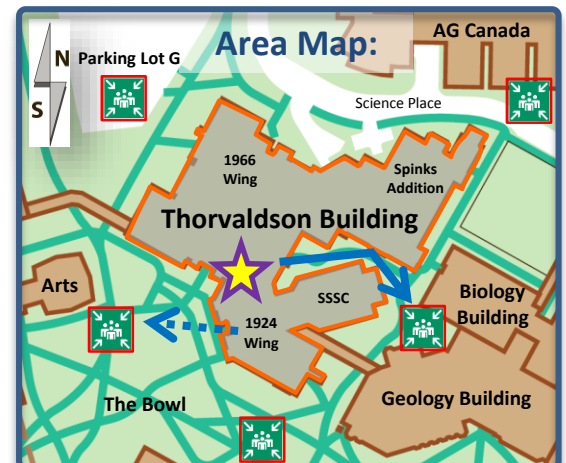 Area Map:
AG Canada
N
Parking Lot G
S
Science Place
1966
Wing
Spinks
Addition
Thorvaldson Building
Arts
SSSC
Biology
Building
1924
Wing
The Bowl
Geology Building